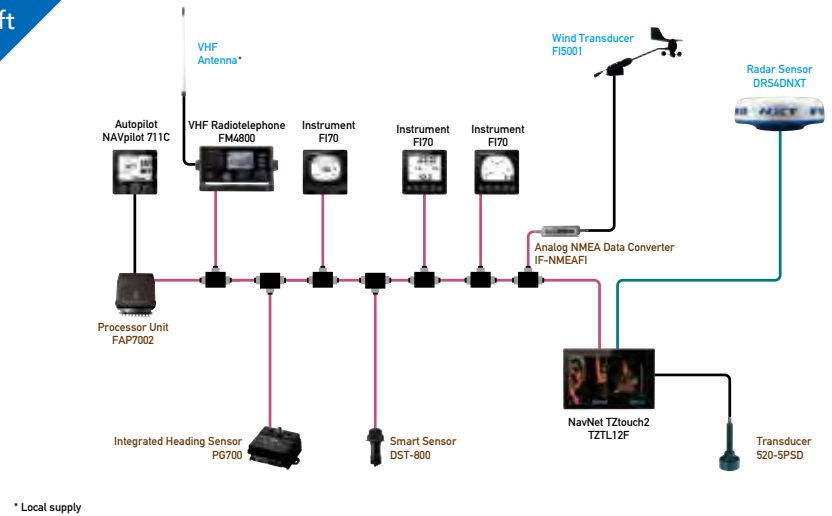 ft
VHF
Antenna*
Wind Transducer
FI5001
Radar Sensor
DRS4DNXT
Autopilot
NAVpilot 711C
VHF Radiotelephone
FM4800
Instrument
FI70
Instrument
FI70
Instrument
FI70
NXT
Analog NMEA Data Converter
IF-NMEAFI
Processor Unit
FAP7002
NavNet TZtouch2
TZTL12F
Integrated Heading Sensor
PG700
Smart Sensor
DST-800
Transducer
520-5PSD
* Local supply